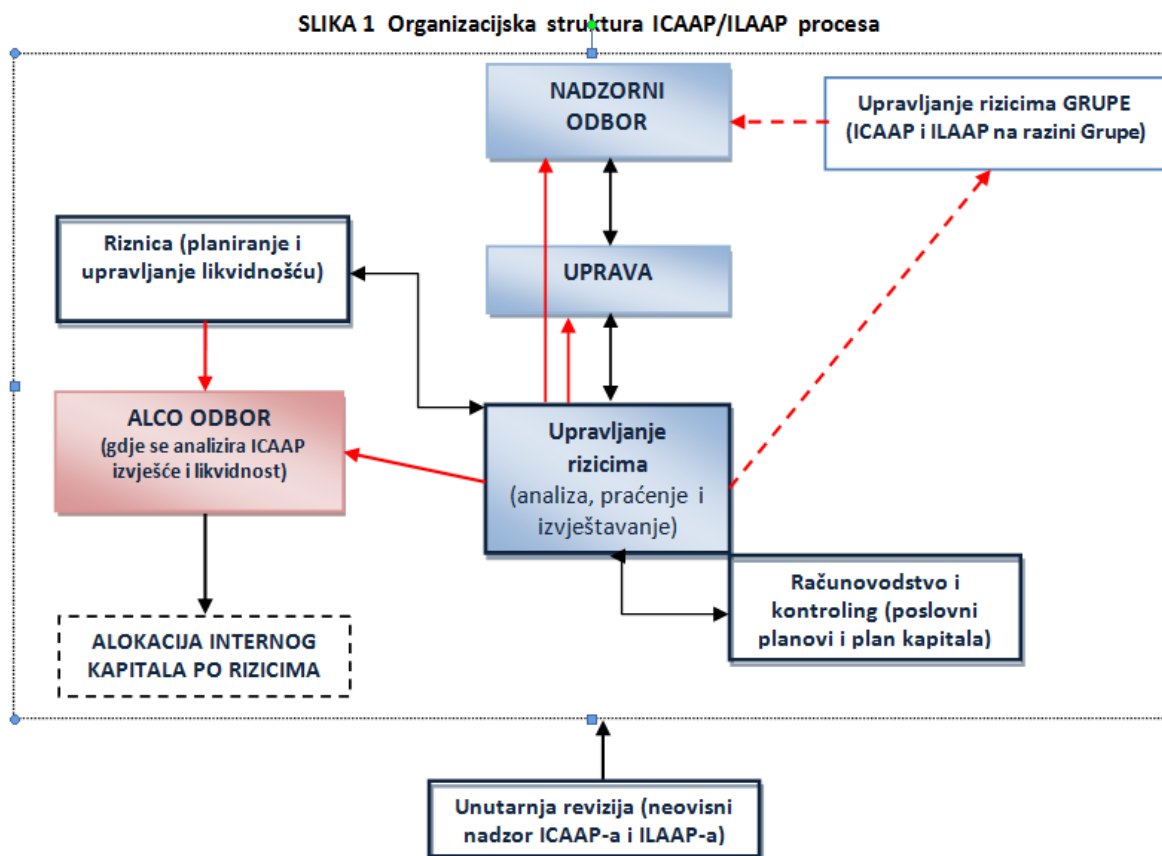 SLIKA 1 Organizacijska struktura ICAAP/ILAAP procesa
NADZORNI
ODBOR
Upravljanje rizicima GRUPE
(ICAAP i ILAAP na razini Grupe)
Riznica (planiranje i
upravljanje likvidnošću)
UPRAVA
ALCO ODBOR
(gdje se analizira ICAAP
izvješće i likvidnost)
Upravljanje
rizicima
(analiza, praćenje i
izvještavanje)
Računovodstvo i
kontroling (poslovni
planovi i plan kapitala)
ALOKACIJA INTERNOG
KAPITALA PO RIZICIMA
Unutarnja revizija (neovisni
nadzor ICAAP-a i ILAAP-a)